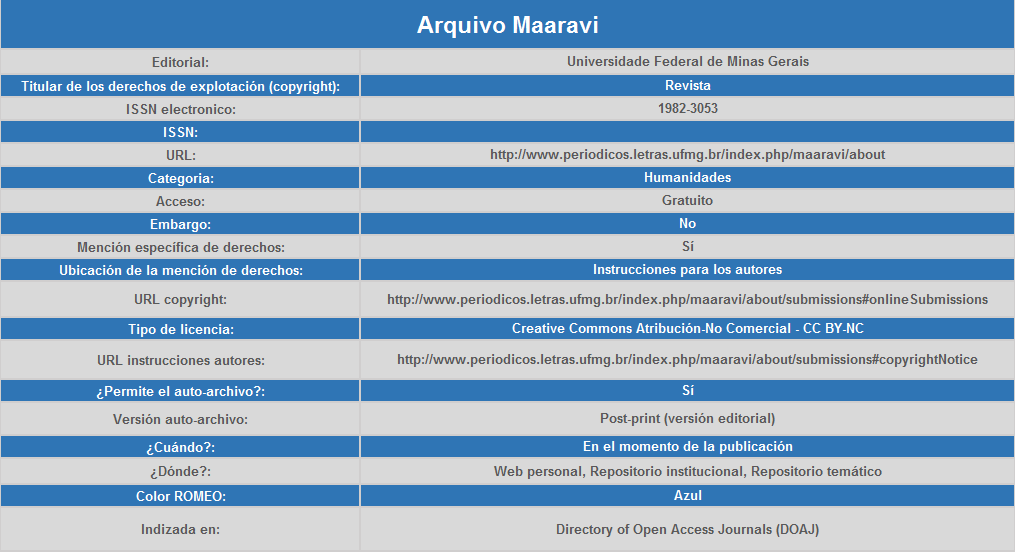 Arquivo Maaravi
Editorial: Universidade Federal de Minas Gerais
Titular de los derechos de explotación (copyright): Revista
ISSN electronico: 1982-3053
ISSN:
URL: http://www.periodicos.letras.ufmg.br/index.php/maaravi/about
Categoria: Humanidades
Acceso: Gratuito
Embargo: No
Mención específica de derechos: Sí
Ubicación de la mención de derechos: Instrucciones para los autores
URL copyright: http://www.periodicos.letras.ufmg.br/index.php/maaravi/about/submissions#onlineSubmissions
Tipo de licencia: Creative Commons Atribución-No Comercial - CC BY-NC
URL instrucciones autores: http://www.periodicos.letras.ufmg.br/index.php/maaravi/about/submissions#copyrightNotice
¿Permite el auto-archivo?: Sí
Versión auto-archivo: Post-print (versión editorial)
¿Cuándo?: En el momento de la publicación
¿Dónde?: Web personal, Repositorio institucional, Repositorio temático
Color ROMEO: Azul
Indizada en: Directory of Open Access Journals (DOAJ)